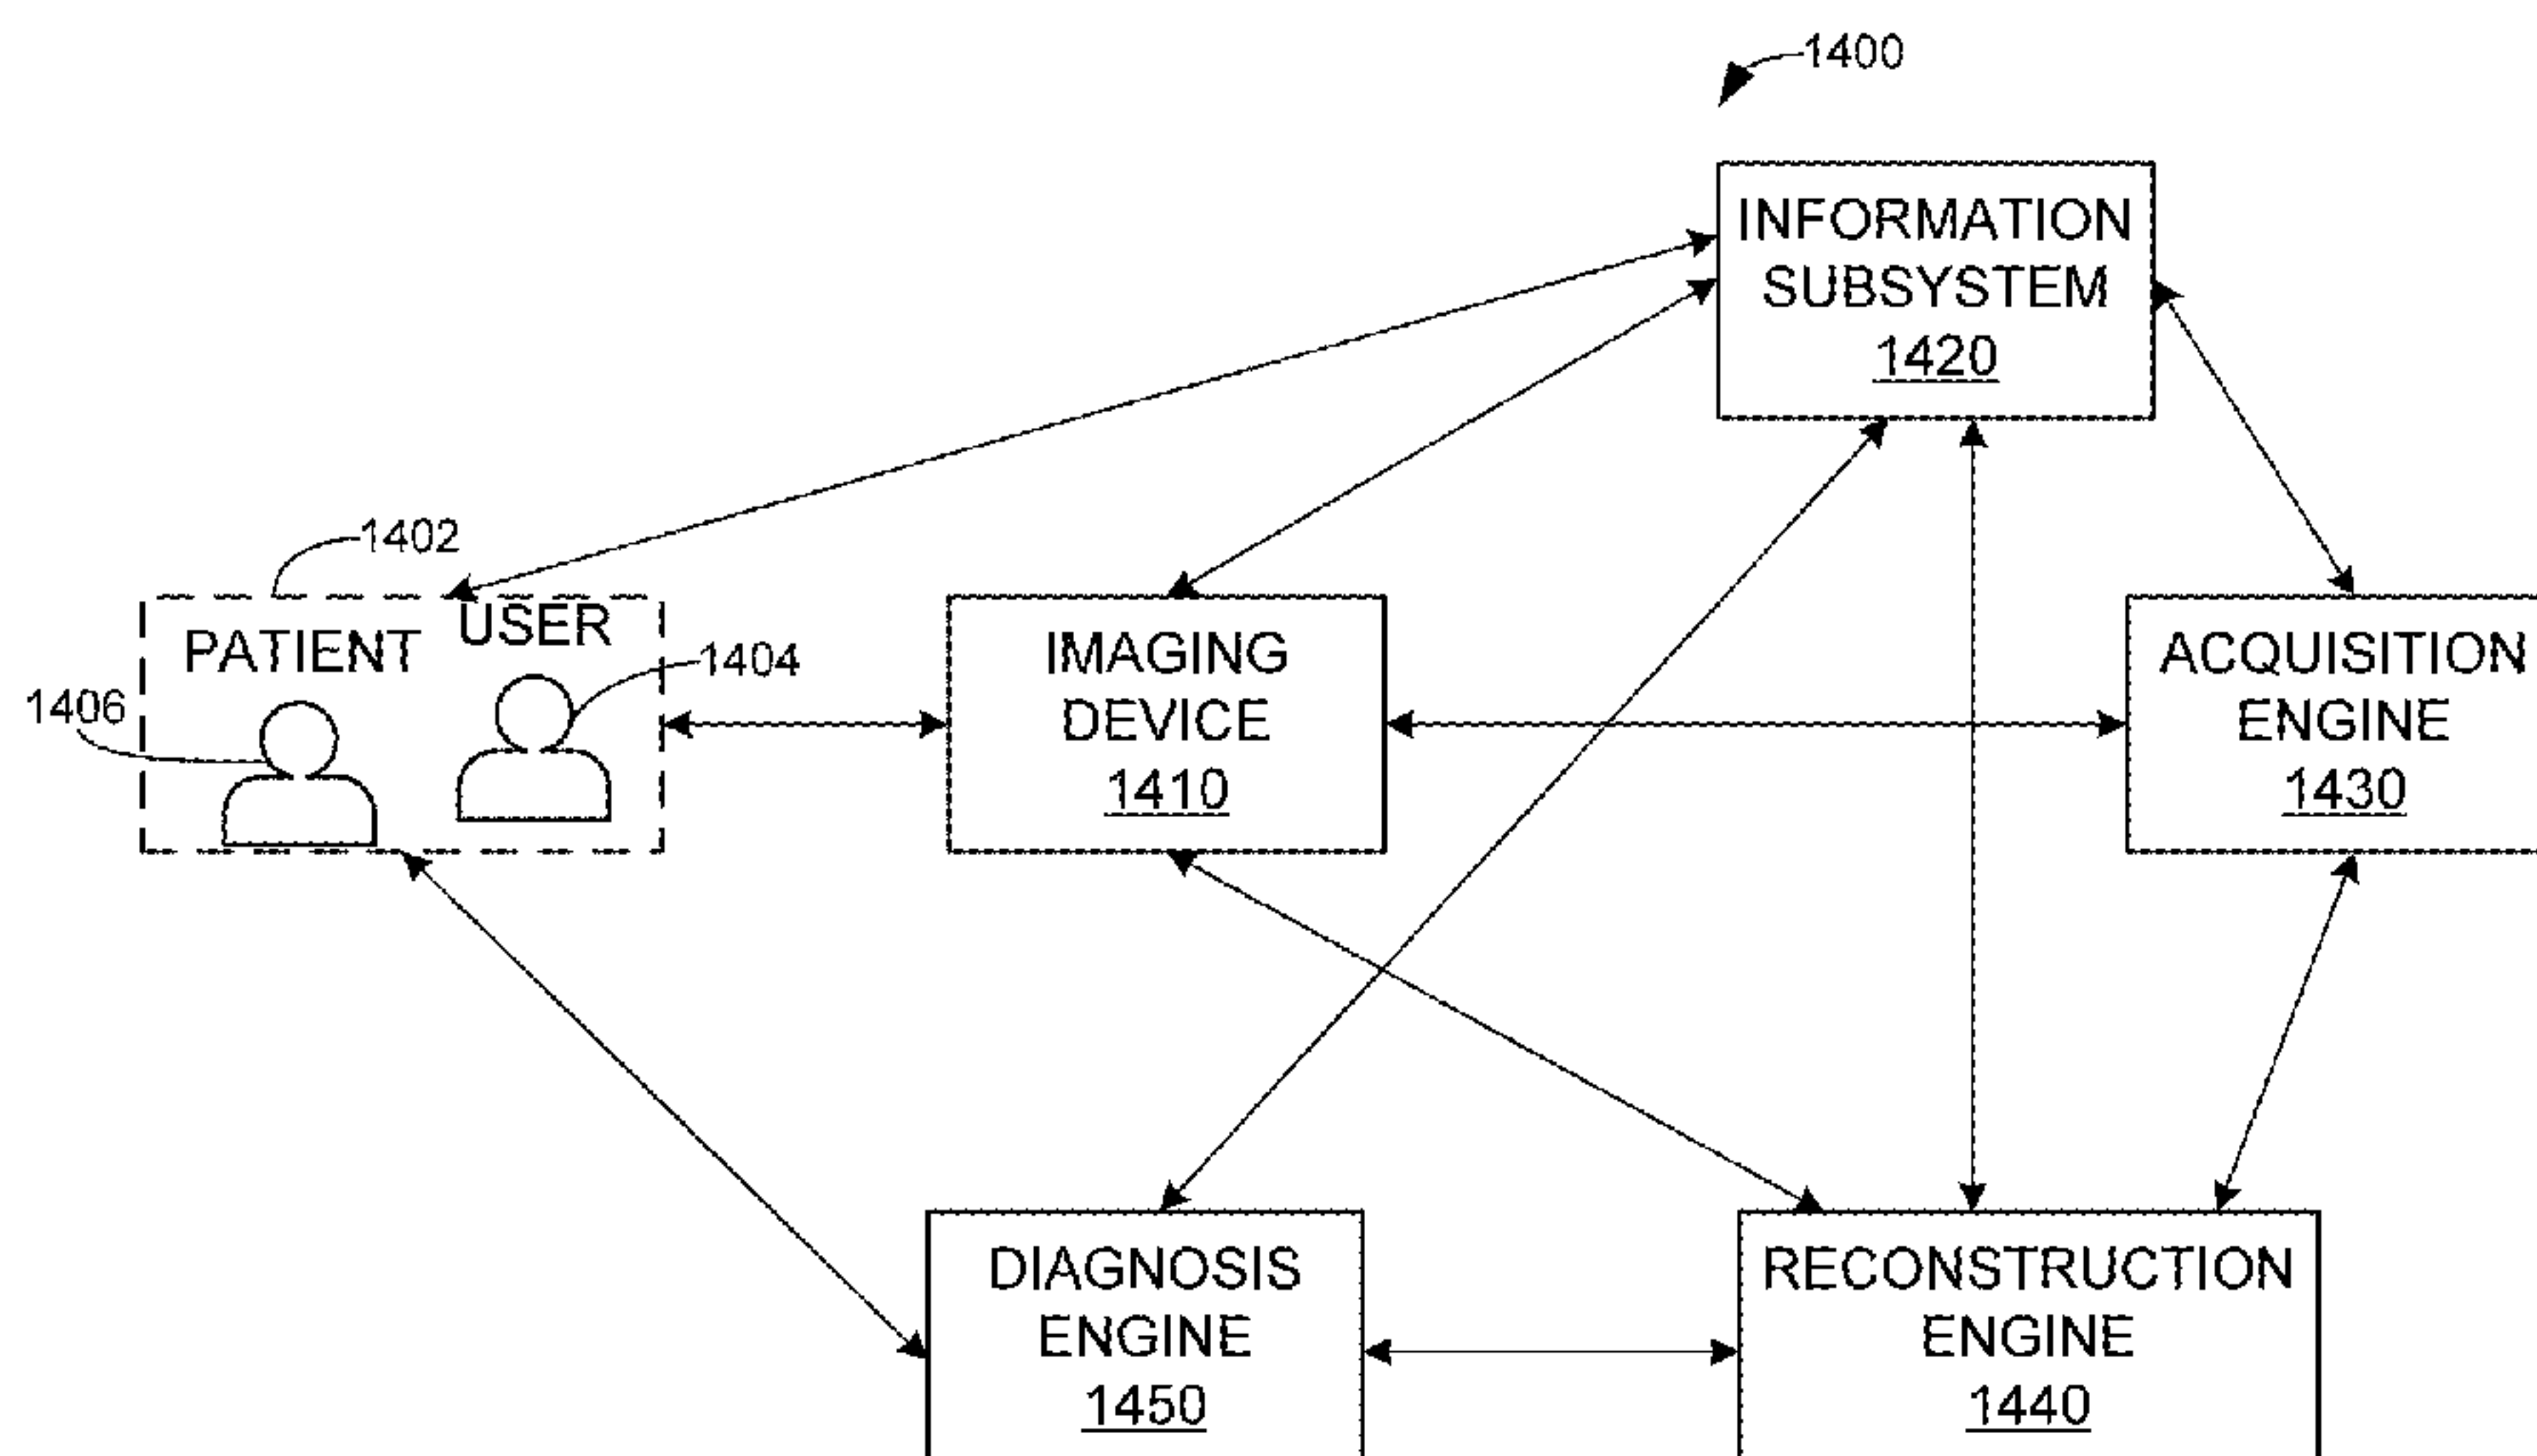 1400
INFORMATION
SUBSYSTEM
1420
1402
PATIENT
USER
1404
1406
IMAGING
DEVICE
1410
ACQUISITION
ENGINE
1430
DIAGNOSIS
ENGINE
1450
RECONSTRUCTION
ENGINE
1440